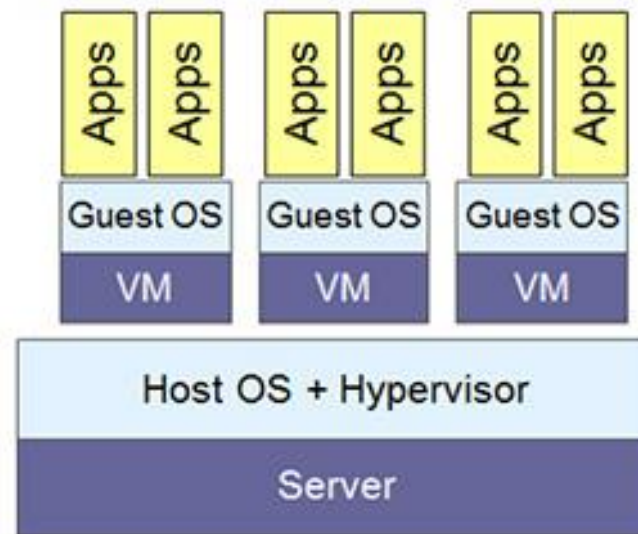 Apps Apps Apps Apps Apps Apps
Guest OS Guest OS Guest OS
VM VM VM
Host OS + Hypervisor
Server